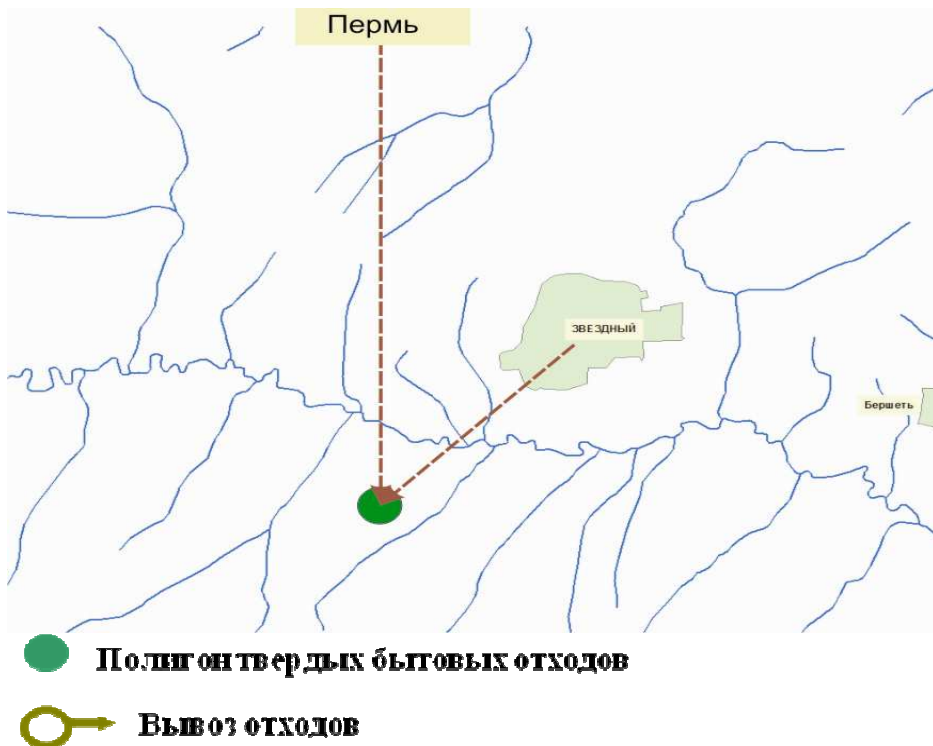 Пермь
ЗВЕЗДНЫЙ
Бершеть
Полигон твердых бытовых отходов
Вывоз отходов